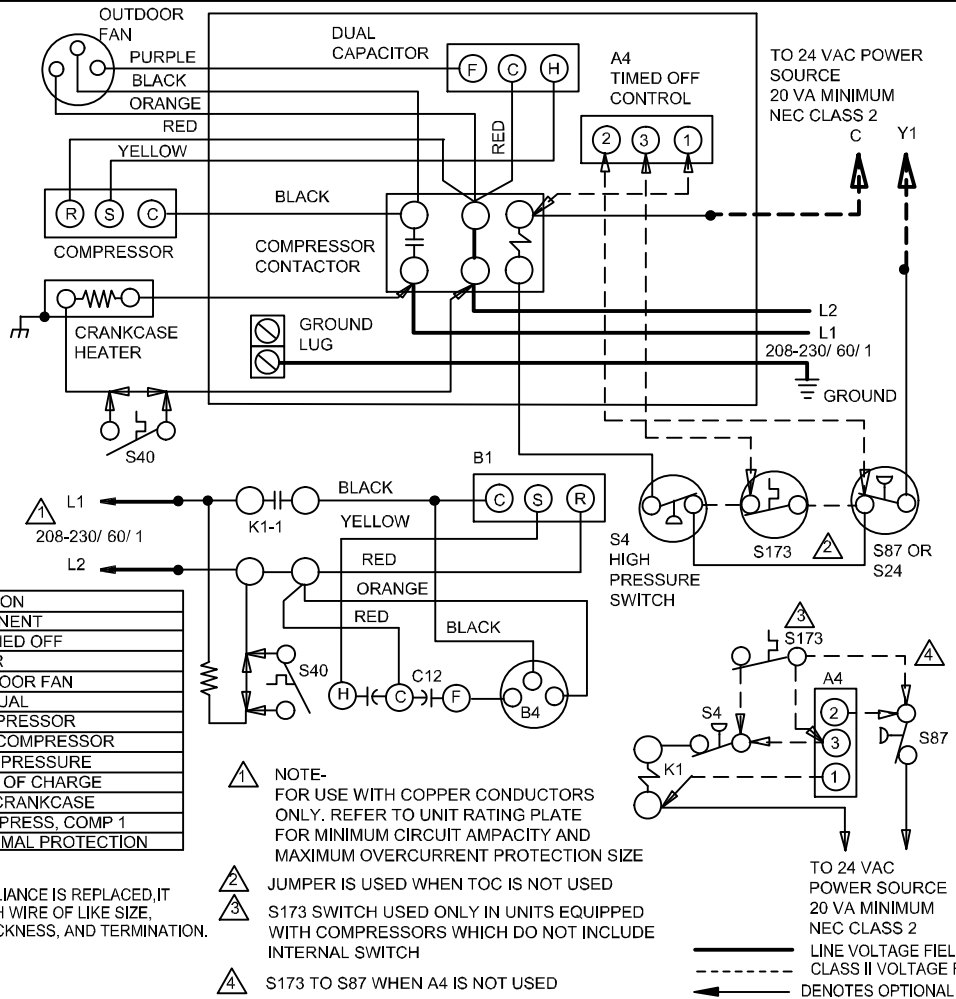 OUTDOOR
FAN
PURPLE
BLACK
ORANGE
RED
YELLOW
DUAL
CAPACITOR
F C H
RED
A4
TIMED OFF
CONTROL
2 3 1
TO 24 VAC POWER
SOURCE
20 VA MINIMUM
NEC CLASS 2
C Y1
R S C
COMPRESSOR
BLACK
COMPRESSOR
CONTACTOR
CRANKCASE
HEATER
GROUND
LUG
L2
L1
208-230/ 60/ 1
GROUND
S40
1
L1
208-230/ 60/ 1
L2
K1-1
BLACK
YELLOW
B1
C S R
RED
ORANGE
RED
BLACK
S40
H C C12 F
B4
S4
HIGH
PRESSURE
SWITCH
S173
2
S87 OR
S24
3
S173
4
A4
2
3
1
S4
K1
S87
TO 24 VAC
POWER SOURCE
20 VA MINIMUM
NEC CLASS 2
ON
NENT
ED OFF
R
OOR FAN
UAL
PRESSOR
COMPRESSOR
PRESSURE
OF CHARGE
CRANKCASE
PRESS, COMP 1
MAL PROTECTION
LIANCE IS REPLACED,IT
H WIRE OF LIKE SIZE,
CKNESS, AND TERMINATION.
1 NOTE-
FOR USE WITH COPPER CONDUCTORS
ONLY. REFER TO UNIT RATING PLATE
FOR MINIMUM CIRCUIT AMPACITY AND
MAXIMUM OVERCURRENT PROTECTION SIZE
2 JUMPER IS USED WHEN TOC IS NOT USED
3 S173 SWITCH USED ONLY IN UNITS EQUIPPED
WITH COMPRESSORS WHICH DO NOT INCLUDE
INTERNAL SWITCH
4 S173 TO S87 WHEN A4 IS NOT USED
LINE VOLTAGE FIEL
CLASS II VOLTAGE F
DENOTES OPTIONAL